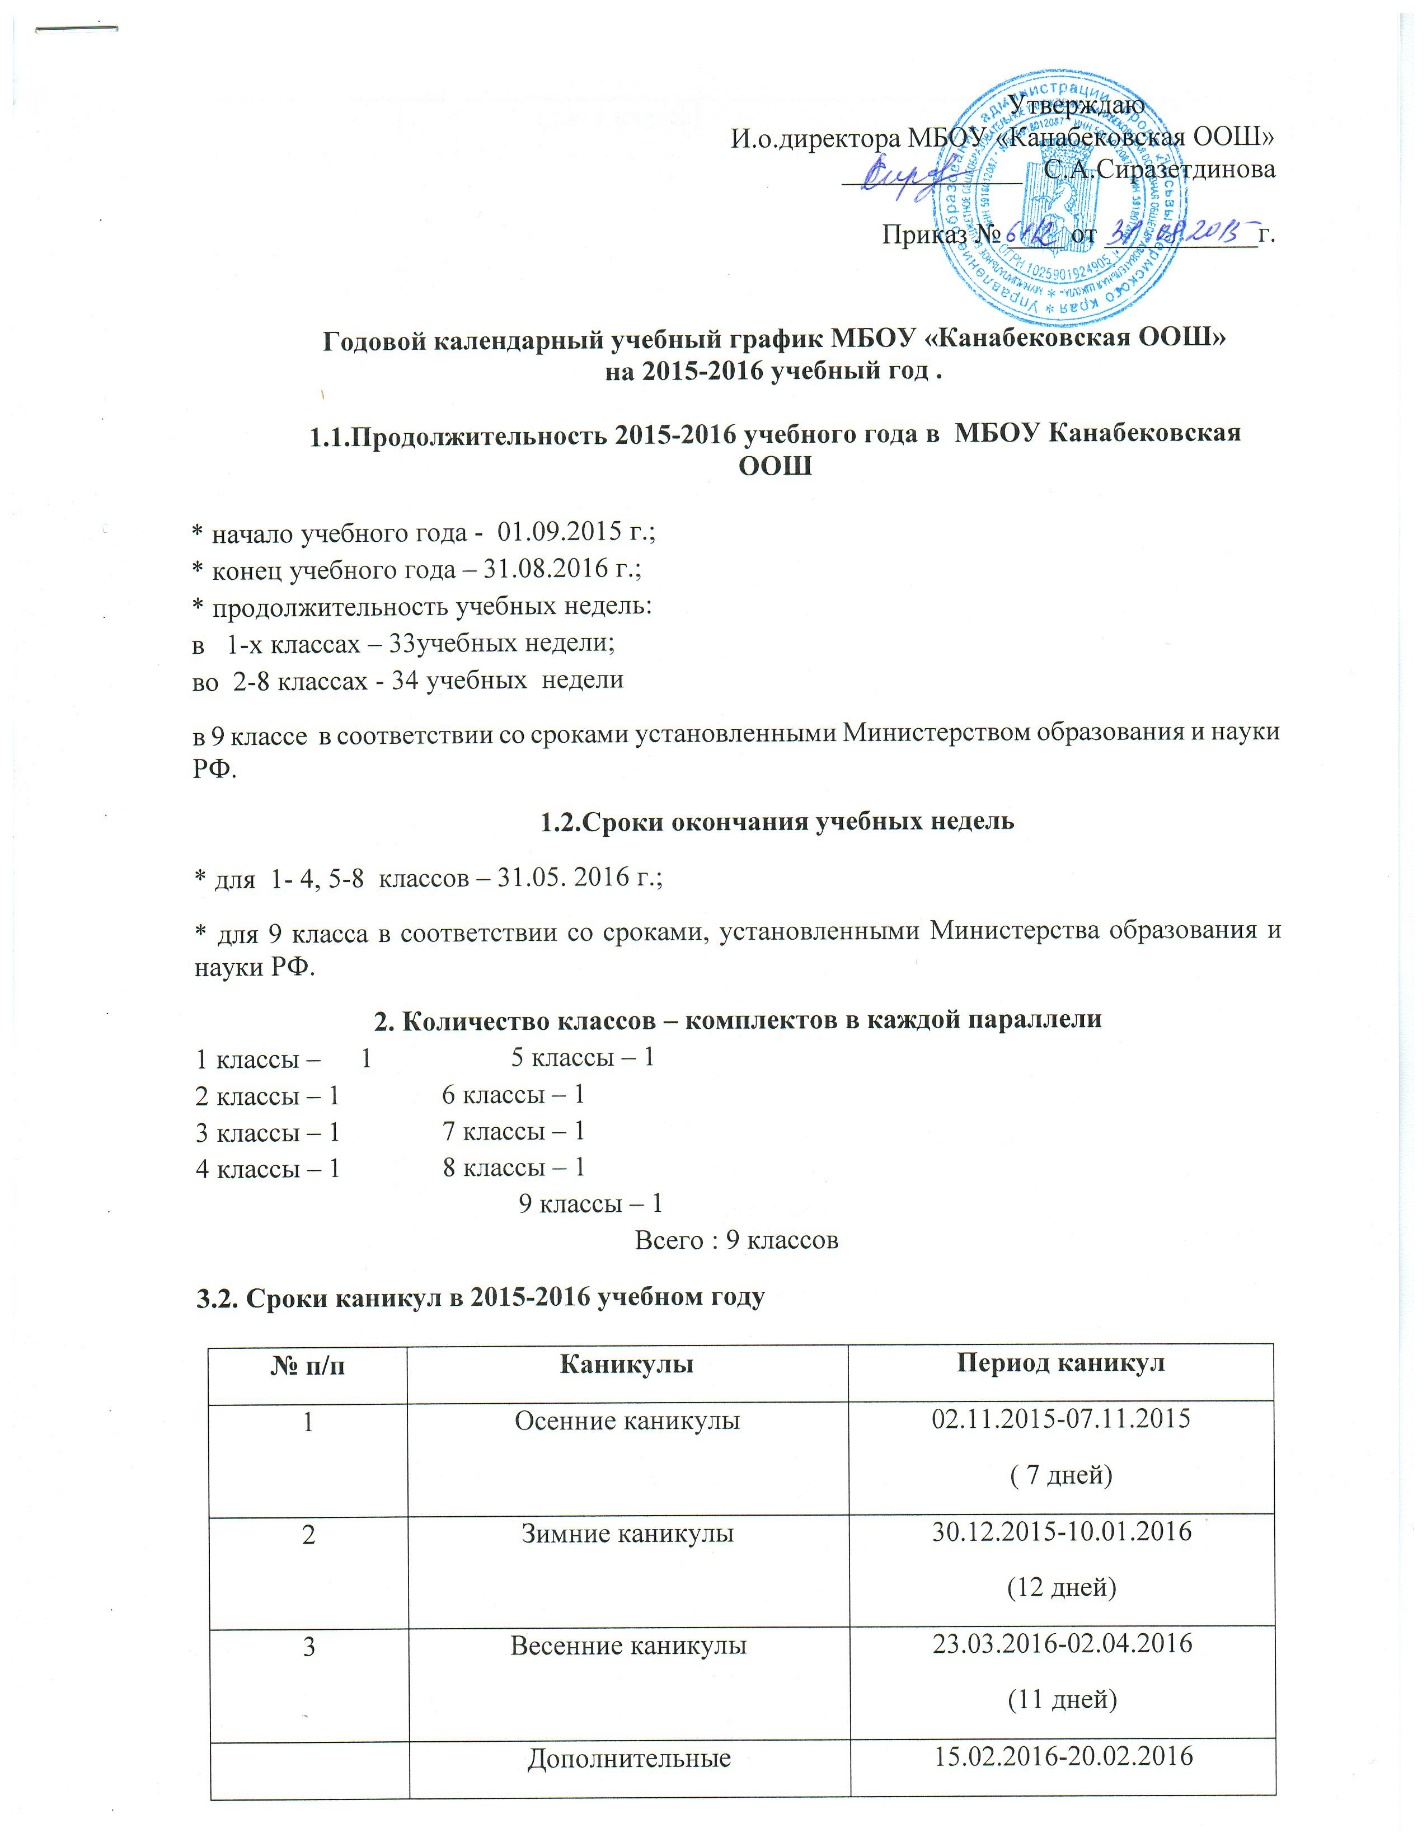 Утверждаю
И.о.директора МБОУ «Канабековская ООШ»
С.А.Сиразетдинова
Приказ № 61/2 от 31.08.2015 г.
ОГРН 1025901924905
Годовой календарный учебный график МБОУ «Канабековская ООШ»
на 2015-2016 учебный год .
1.1.Продолжительность 2015-2016 учебного года в МБОУ Канабековская
ООШ
* начало учебного года - 01.09.2015 г.;
* конец учебного года – 31.08.2016 г.;
* продолжительность учебных недель:
в 1-х классах – 33учебных недели;
во 2-8 классах - 34 учебных недели
в 9 классе в соответствии со сроками установленными Министерством образования и науки
РФ.
1.2.Сроки окончания учебных недель
* для 1- 4, 5-8 классов – 31.05. 2016 г.;
* для 9 класса в соответствии со сроками, установленными Министерства образования и
науки РФ.
2. Количество классов – комплектов в каждой параллели
1 классы – 1 5 классы – 1
2 классы – 1 6 классы – 1
3 классы – 1 7 классы – 1
4 классы – 1 8 классы – 1
9 классы – 1
Всего : 9 классов
3.2. Сроки каникул в 2015-2016 учебном году
№ п/п Каникулы Период каникул
1 Осенние каникулы 02.11.2015-07.11.2015
( 7 дней)
2 Зимние каникулы 30.12.2015-10.01.2016
(12 дней)
3 Весенние каникулы 23.03.2016-02.04.2016
(11 дней)
Дополнительные 15.02.2016-20.02.2016